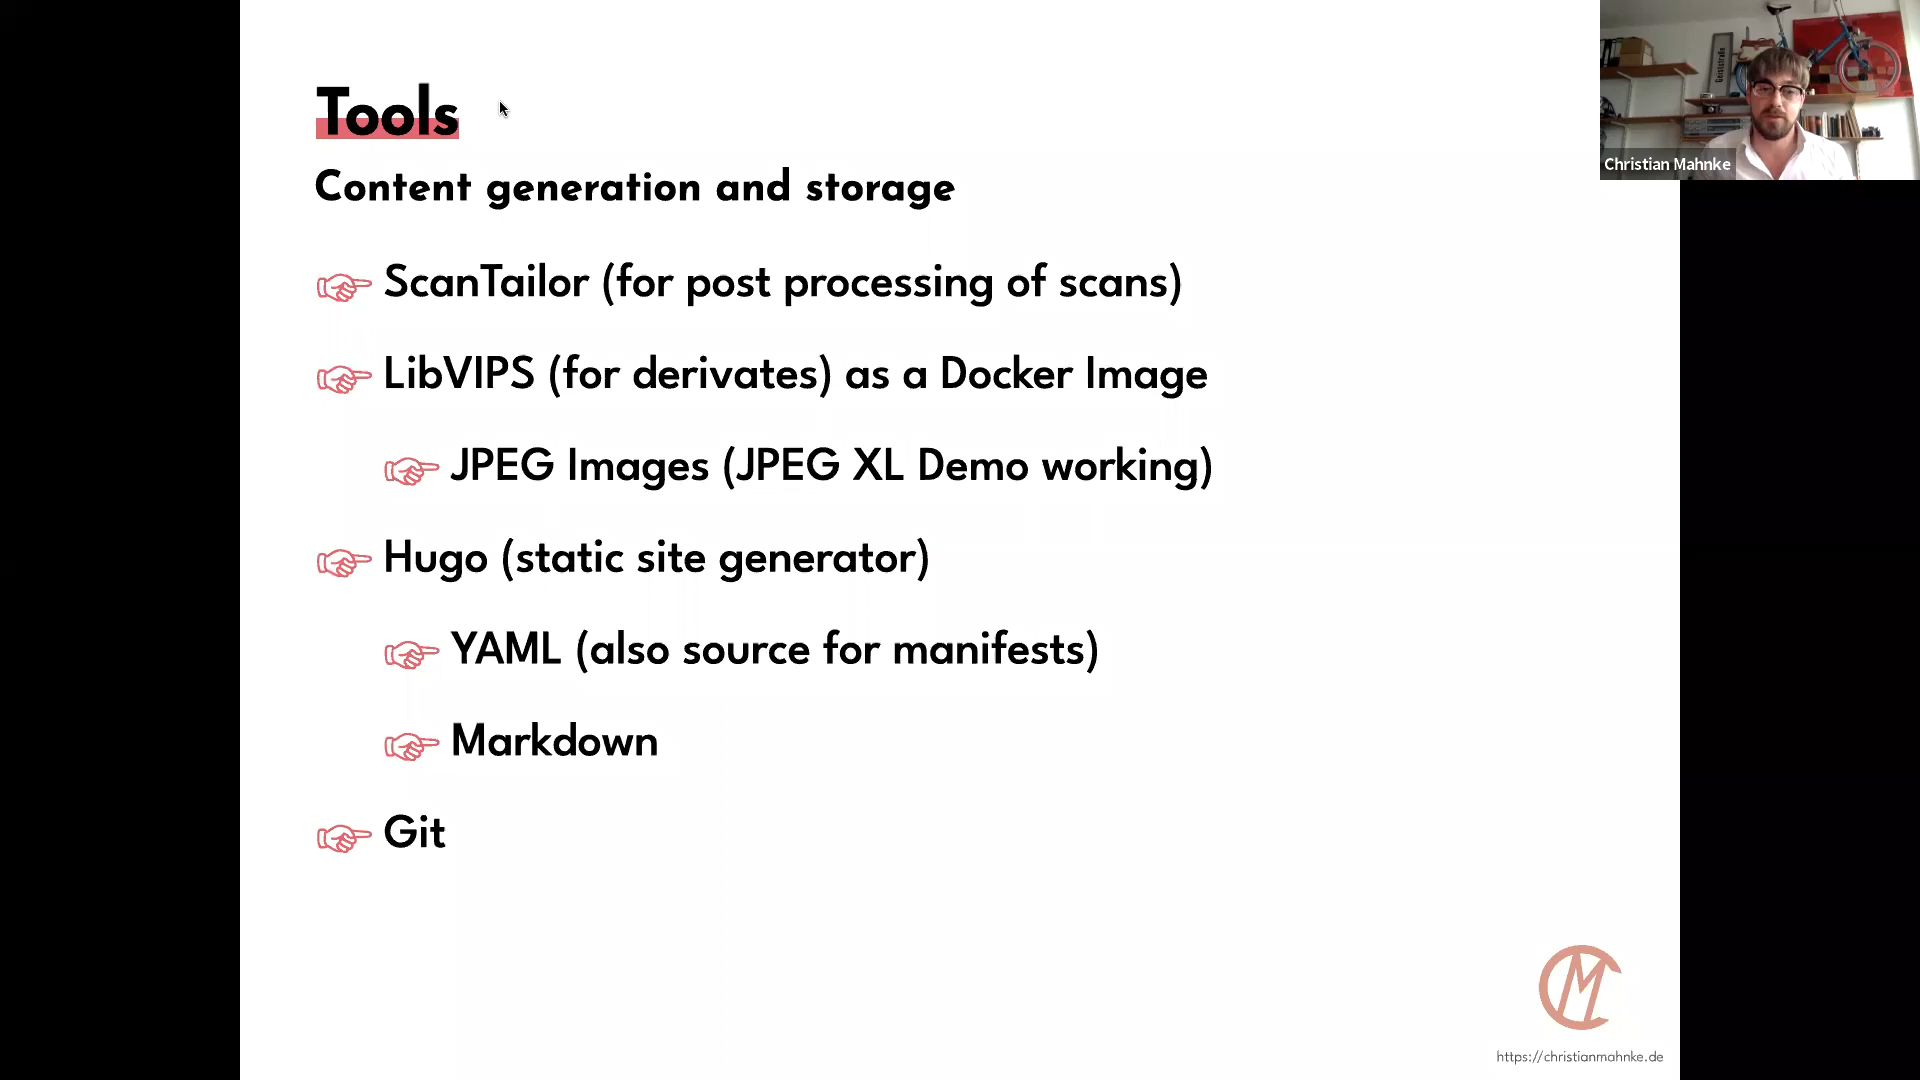 Tools
Content generation and storage
ScanTailor (for post processing of scans)
LibVIPS (for derivates) as a Docker Image
JPEG Images (JPEG XL Demo working)
Hugo (static site generator)
YAML (also source for manifests)
Markdown
Git
Geiststraße
Christian Mahnke
CM
https://christianmahnke.de